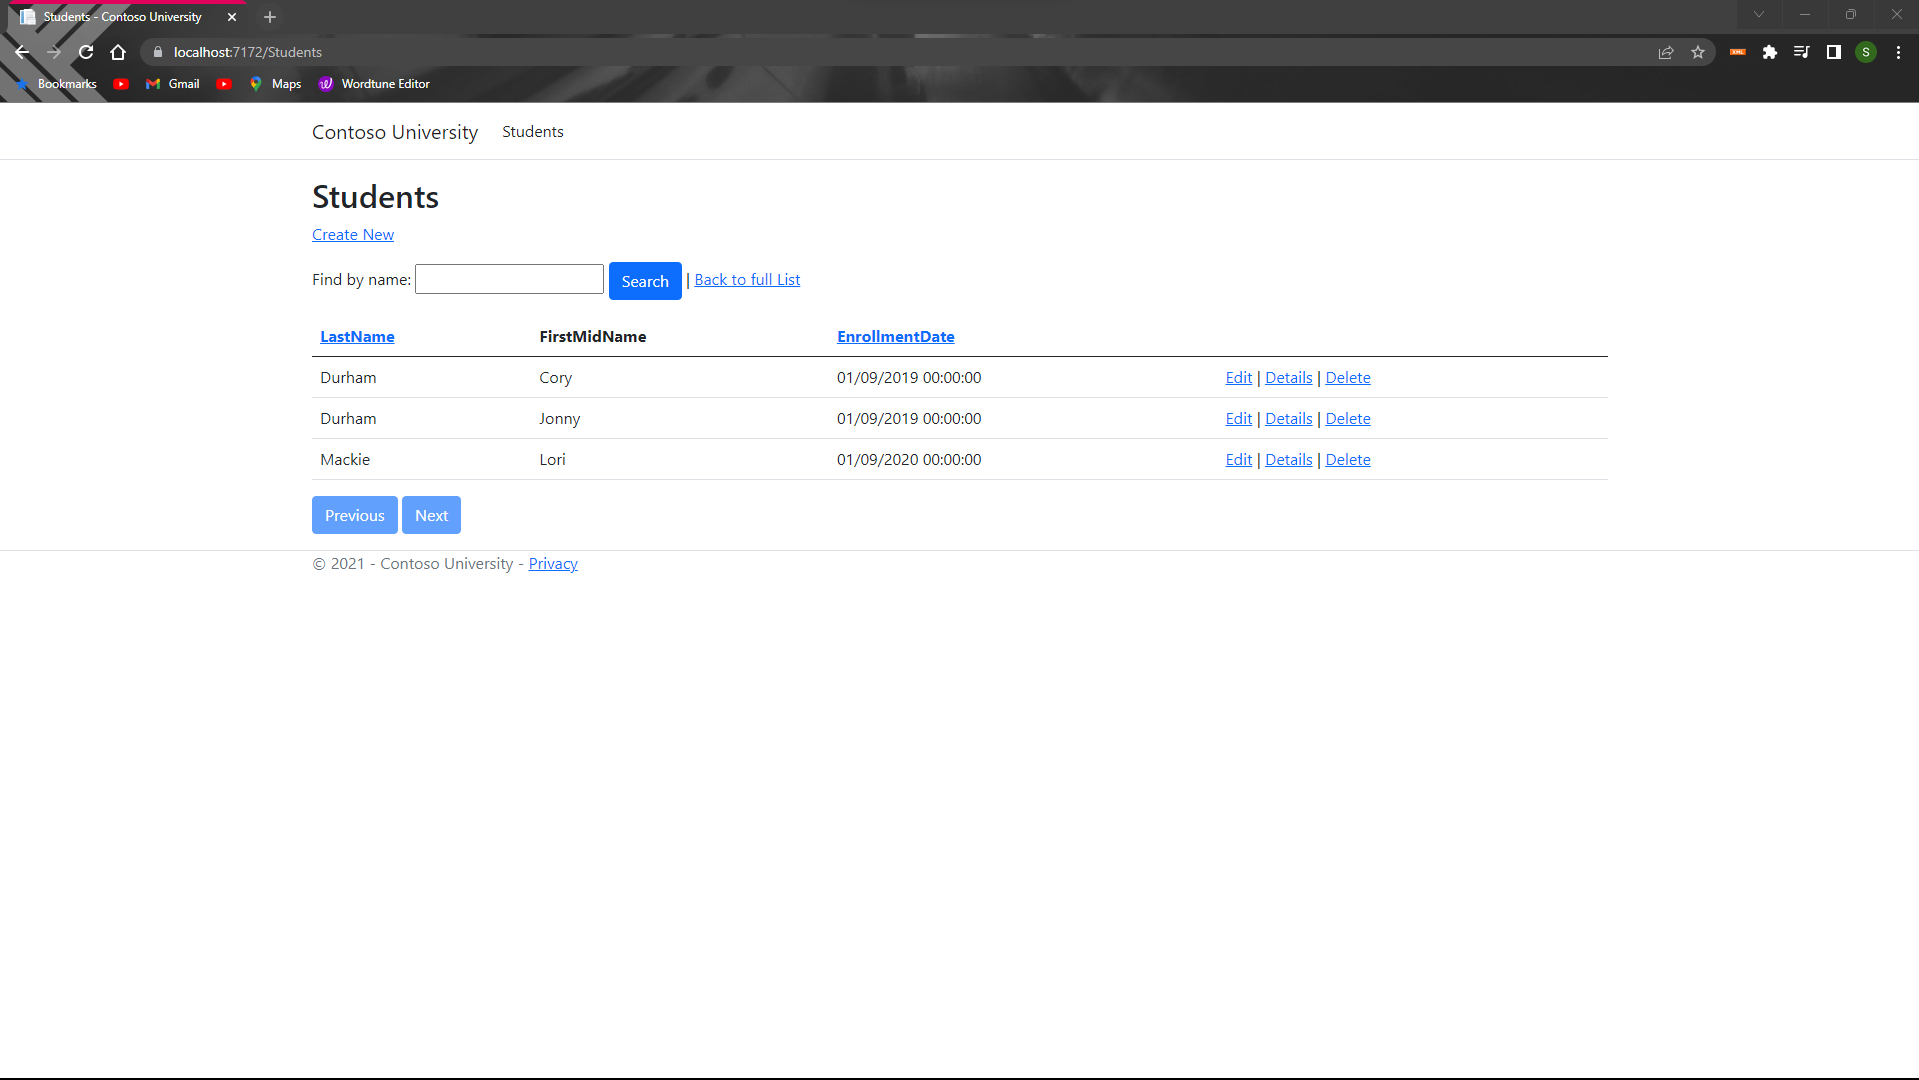 Students - Contoso University
localhost:7172/Students
S
Bookmarks Gmail Maps Wordtune Editor
Contoso University Students
Students
Create New
Find by name: Search | Back to full List
LastName FirstMidName EnrollmentDate
Durham Cory 01/09/2019 00:00:00 Edit | Details | Delete
Durham Jonny 01/09/2019 00:00:00 Edit | Details | Delete
Mackie Lori 01/09/2020 00:00:00 Edit | Details | Delete
Previous Next
© 2021 - Contoso University - Privacy